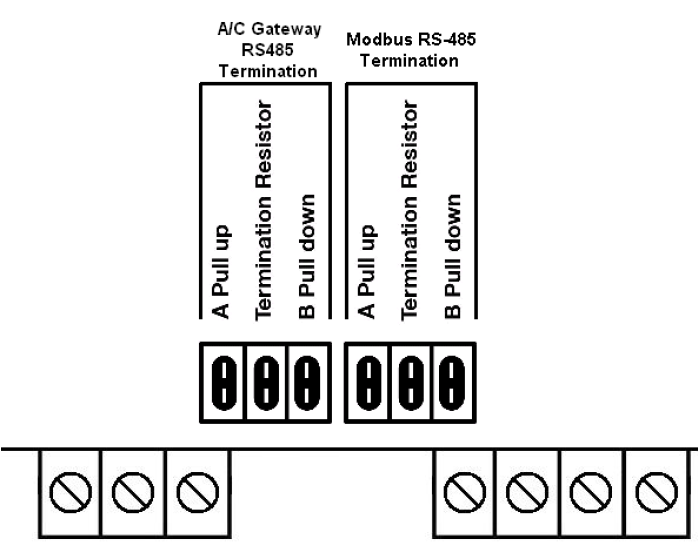 A/C Gateway
RS485
Termination
Modbus RS-485
Termination
A Pull up
Termination Resistor
B Pull down
A Pull up
Termination Resistor
B Pull down